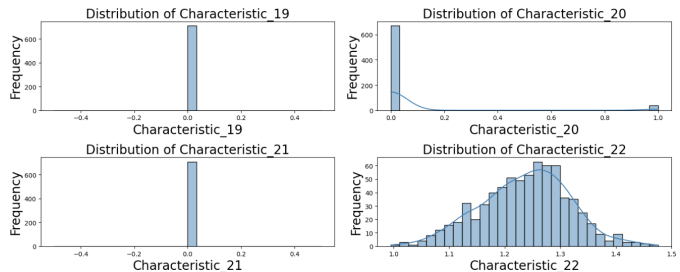 Distribution of Characteristic_19
Frequency
600
400
200
0
−0.4 −0.2 0.0 0.2 0.4
Characteristic_19
Distribution of Characteristic_20
Frequency
600
400
200
0
0.0 0.2 0.4 0.6 0.8 1.0
Characteristic_20
Distribution of Characteristic_21
Frequency
600
400
200
0
−0.4 −0.2 0.0 0.2 0.4
Characteristic_21
Distribution of Characteristic_22
Frequency
60
50
40
30
20
10
0
1.0 1.1 1.2 1.3 1.4 1.5
Characteristic_22